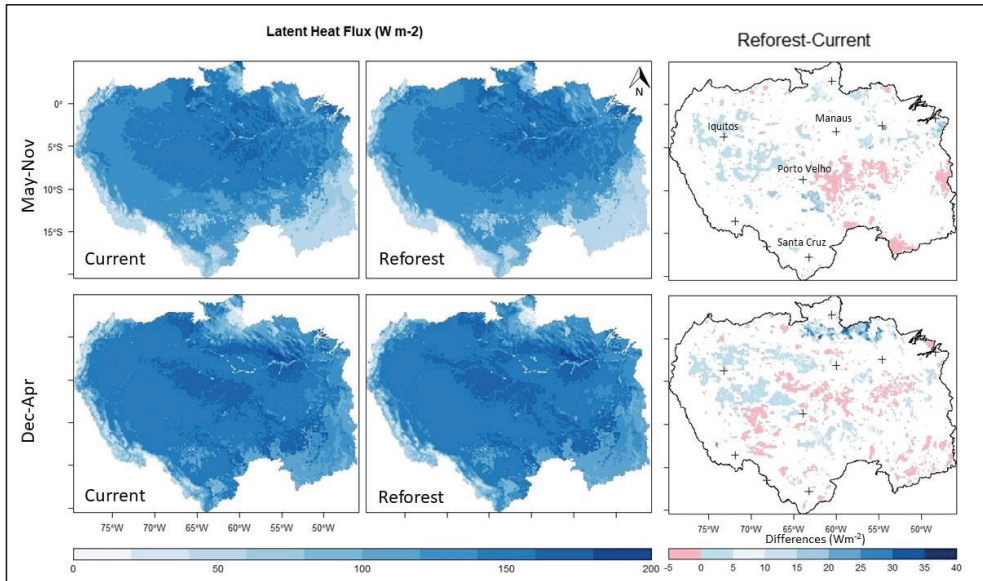 Latent Heat Flux (W m-2)
Reforest-Current
N
May-Nov
0°
5°S
10°S
15°S
Current
Reforest
Iquitos
Manaus
Porto Velho
Santa Cruz
Dec-Apr
Current
Reforest
75°W 70°W 65°W 60°W 55°W 50°W
75°W 70°W 65°W 60°W 55°W 50°W
Differences (Wm-2)
0 50 100 150 200
-5 0 5 10 15 20 25 30 35 40